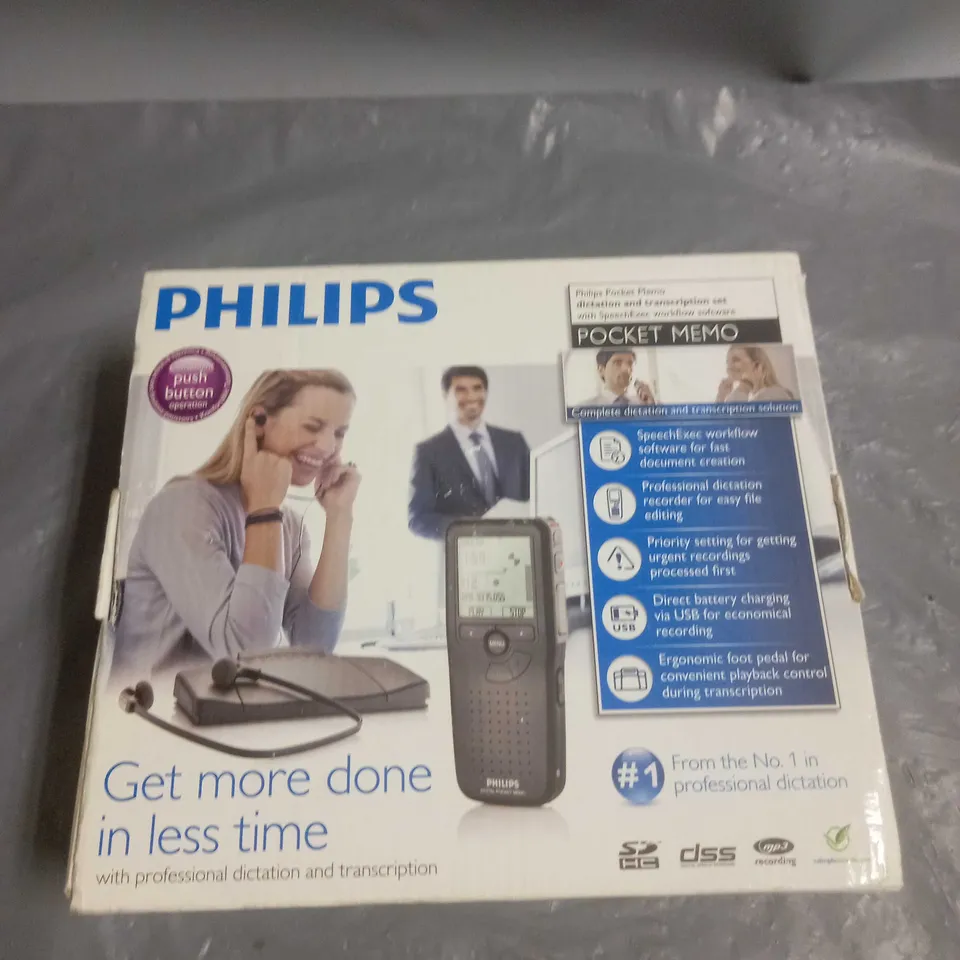 PHILIPS
Philips Pocket Memo
dictation and transcription set
with SpeechExec workflow software
POCKET MEMO
push
button
operation
Complete dictation and transcription solution
SpeechExec workflow
software for fast
document creation
Professional dictation
recorder for easy file
editing
Priority setting for getting
urgent recordings
processed first
Direct battery charging
via USB for economical
recording
USB
Ergonomic foot pedal for
convenient playback control
during transcription
MENU
PHILIPS
Get more done
in less time
with professional dictation and transcription
#1
From the No. 1 in
professional dictation
SD
HC
dss
mp3
recording